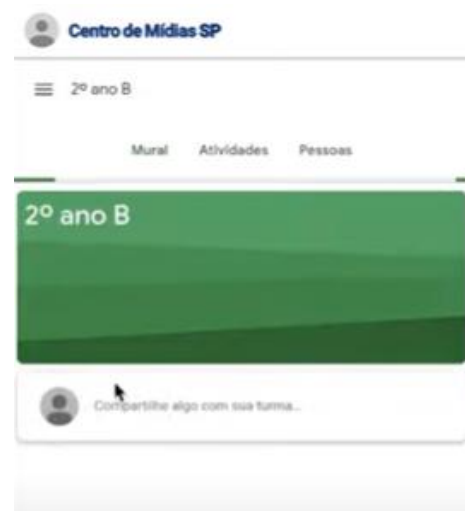 Centro de Mídias SP
2º ano B
Mural Atividades Pessoas
2º ano B
Compartilhe algo com sua turma...